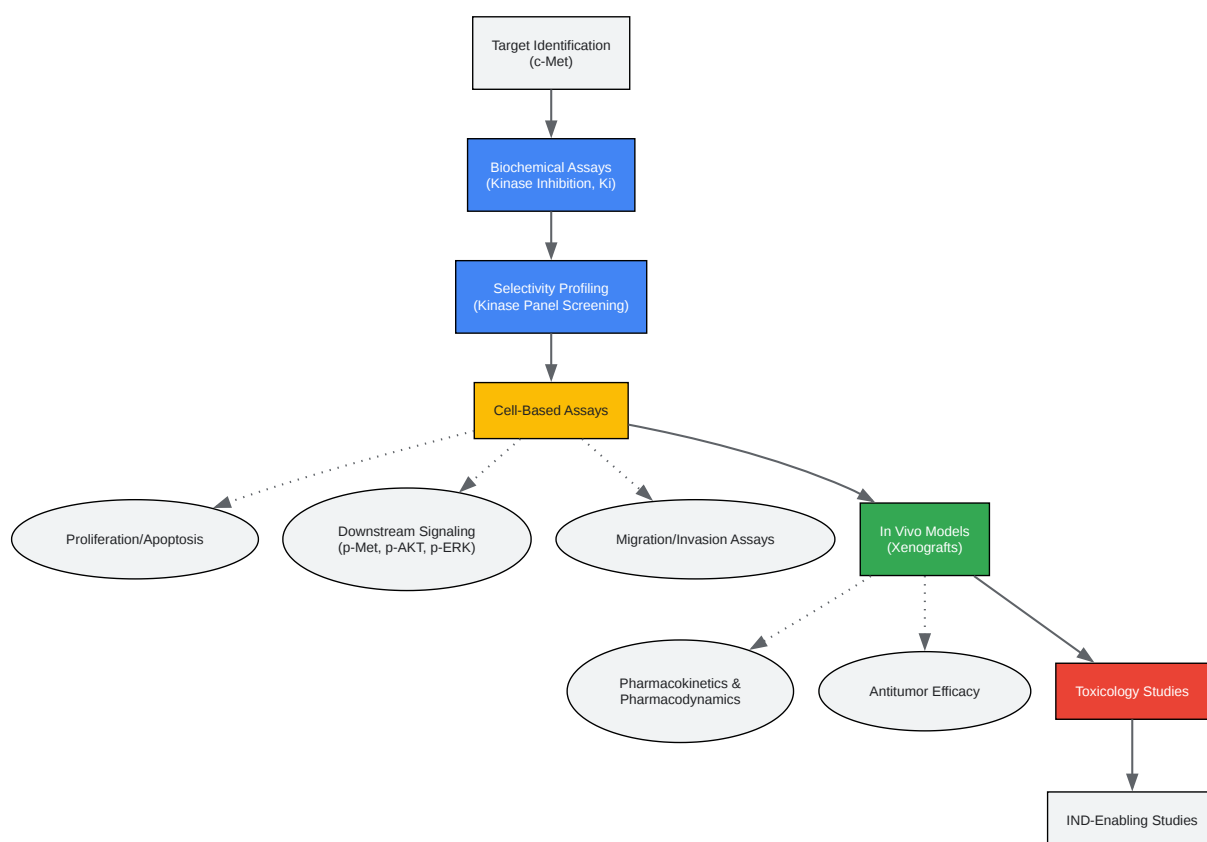 Target Identification
(c-Met)
Biochemical Assays
(Kinase Inhibition, Ki)
Selectivity Profiling
(Kinase Panel Screening)
Cell-Based Assays
Proliferation/Apoptosis
Downstream Signaling
(p-Met, p-AKT, p-ERK)
Migration/Invasion Assays
In Vivo Models
(Xenografts)
Pharmacokinetics &
Pharmacodynamics
Antitumor Efficacy
Toxicology Studies
IND-Enabling Studies